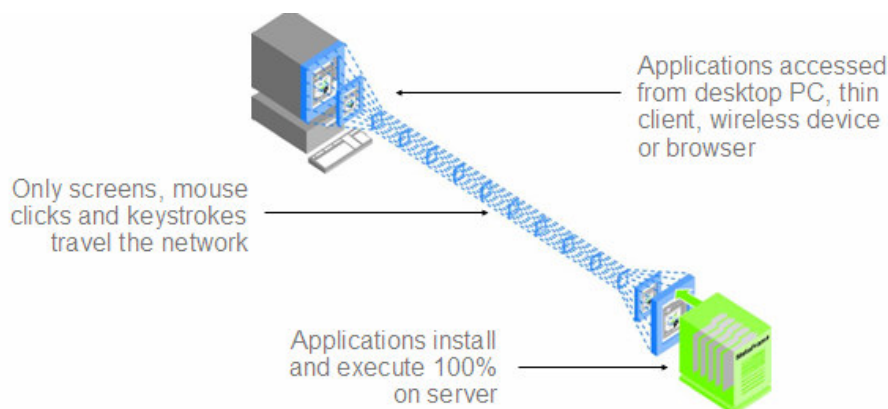 Applications accessed
from desktop PC, thin
client, wireless device
or browser
Only screens, mouse
clicks and keystrokes
travel the network
Applications install
and execute 100%
on server